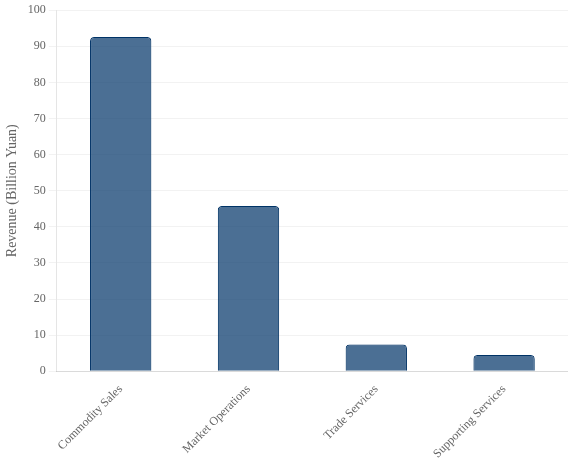 100
90
80
70
60
50
40
30
20
10
0
Revenue (Billion Yuan)
Commodity Sales
Market Operations
Trade Services
Supporting Services